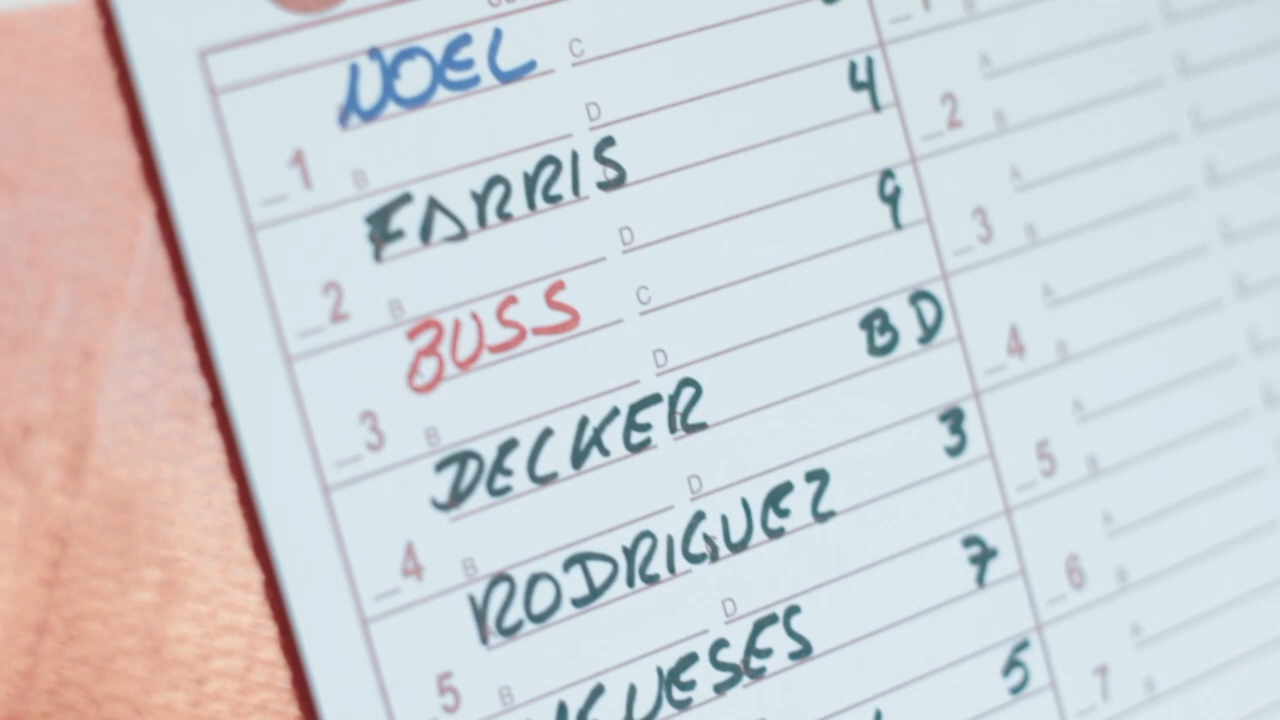 NOEL C
1 B D 4
FARRIS C
2 B D 9
BUSS C
3 B D BD
DECKER
4 B D 3
RODRIGUEZ
5 B D 7
5
2 A B
3 A B
4 A B
5 A B
6 A B
7 A B